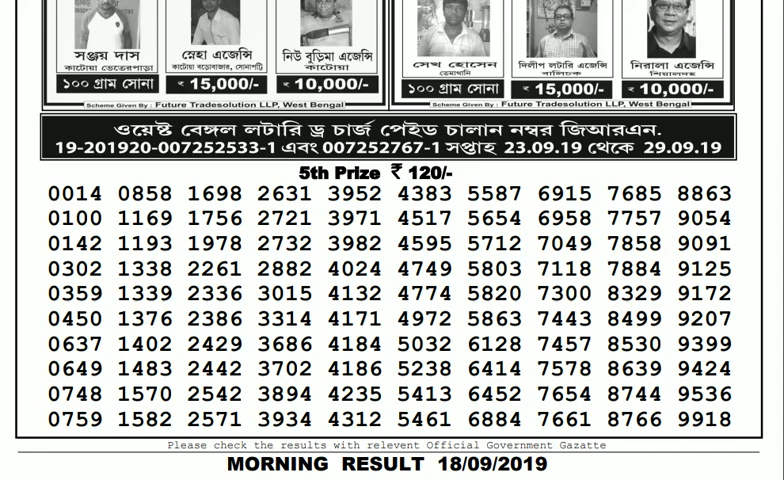 সঞ্জয় দাস স্নেহা এজেন্সি নিউ বুড়িমা এজেন্সি সেখ হোসেন দিলীপ লটারি এজেন্সি নিরালা এজেন্সি
কাটোয়া ভেতেরপাড়া কাটোয়া বড়োবাজার, সোনাপট্টি কাটোয়া তেমাথানি বালিচক শিয়ালদহ
১০০ গ্রাম সোনা ₹ 15,000/- ₹ 10,000/- ১০০ গ্রাম সোনা ₹ 15,000/- ₹ 10,000/-
Scheme Given By : Future Tradesolution LLP, West Bengal Scheme Given By : Future Tradesolution LLP, West Bengal
ওয়েষ্ট বেঙ্গল লটারি ড্র চার্জ পেইড চালান নম্বর জিআরএন.
19-201920-007252533-1 এবং 007252767-1 সপ্তাহ 23.09.19 থেকে 29.09.19
5th Prize ₹ 120/-
0014 0858 1698 2631 3952 4383 5587 6915 7685 8863
0100 1169 1756 2721 3971 4517 5654 6958 7757 9054
0142 1193 1978 2732 3982 4595 5712 7049 7858 9091
0302 1338 2261 2882 4024 4749 5803 7118 7884 9125
0359 1339 2336 3015 4132 4774 5820 7300 8329 9172
0450 1376 2386 3314 4171 4972 5863 7443 8499 9207
0637 1402 2429 3686 4184 5032 6128 7457 8530 9399
0649 1483 2442 3702 4186 5238 6414 7578 8639 9424
0748 1570 2542 3894 4235 5413 6452 7654 8744 9536
0759 1582 2571 3934 4312 5461 6884 7661 8766 9918
Please check the results with relevent Official Government Gazatte
MORNING RESULT 18/09/2019